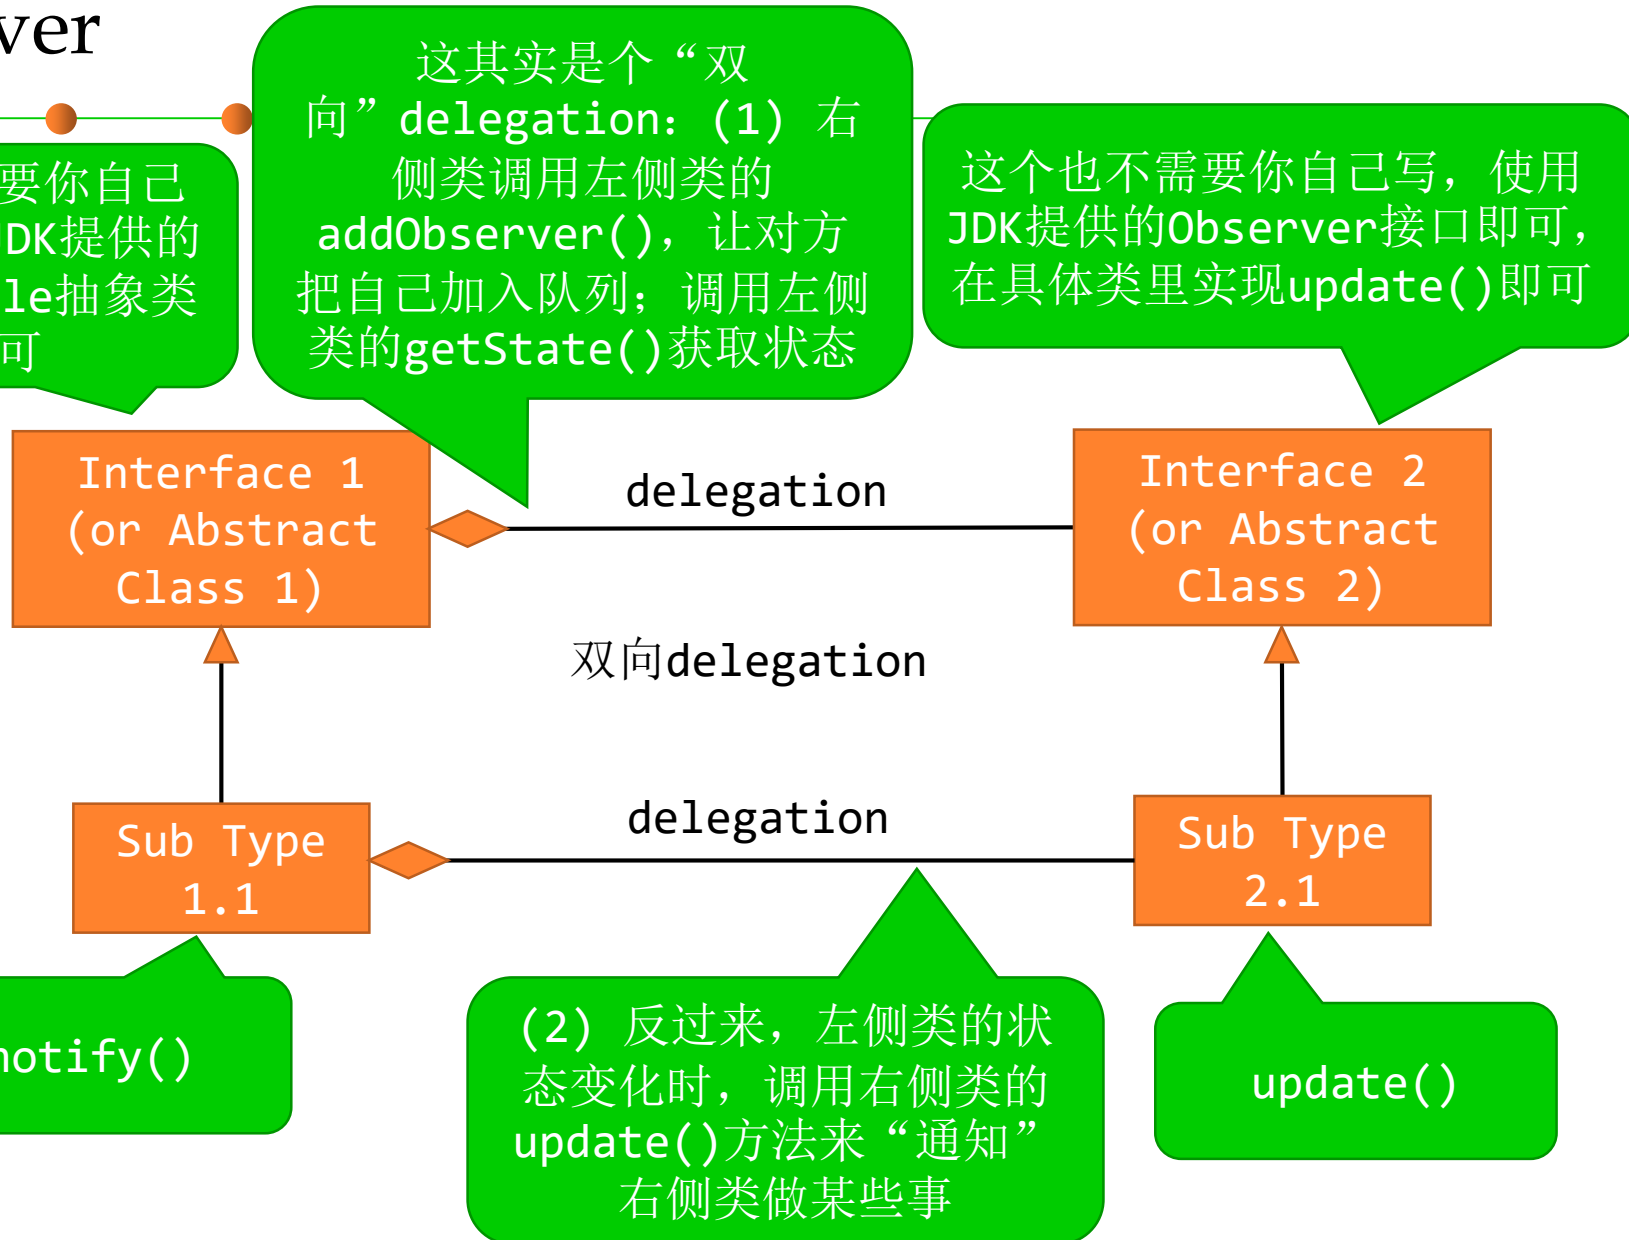 ver
要你自己
DK提供的
le抽象类
可
这其实是个“双
向”delegation：(1) 右
侧类调用左侧类的
addObserver()，让对方
把自己加入队列；调用左侧
类的getState()获取状态
这个也不需要你自己写，使用
JDK提供的Observer接口即可，
在具体类里实现update()即可
Interface 1
(or Abstract
Class 1)
delegation
Interface 2
(or Abstract
Class 2)
双向delegation
Sub Type
1.1
delegation
Sub Type
2.1
notify()
(2) 反过来，左侧类的状
态变化时，调用右侧类的
update()方法来“通知”
右侧类做某些事
update()